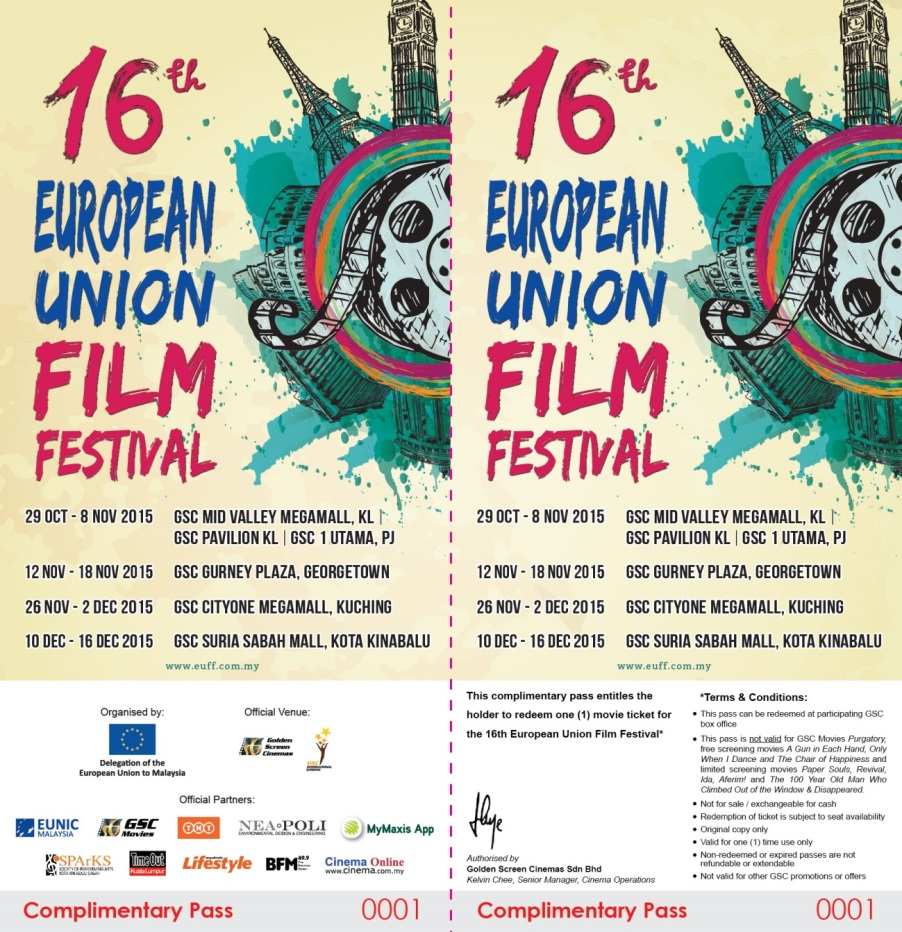 16th
EUROPEAN
UNION
FILM
FESTIVAL
29 OCT - 8 NOV 2015 GSC MID VALLEY MEGAMALL, KL |
GSC PAVILION KL | GSC 1 UTAMA, PJ
12 NOV - 18 NOV 2015 GSC GURNEY PLAZA, GEORGETOWN
26 NOV - 2 DEC 2015 GSC CITYONE MEGAMALL, KUCHING
10 DEC - 16 DEC 2015 GSC SURIA SABAH MALL, KOTA KINABALU
www.euff.com.my
Organised by:
Delegation of the
European Union to Malaysia
Official Venue:
Golden
Screen
Cinemas
GSC
INTERNATIONAL
SCREENS
Official Partners:
EUNIC
MALAYSIA
GSC
Movies
TNT
NEAPOLI
ENVIRONMENTAL DESIGN & ENGINEERING
MyMaxis App
SPArKS
TimeOut
Kuala Lumpur
Lifestyle
BFM 89.9
Cinema Online
www.cinema.com.my
Complimentary Pass 0001
16th
EUROPEAN
UNION
FILM
FESTIVAL
29 OCT - 8 NOV 2015 GSC MID VALLEY MEGAMALL, KL |
GSC PAVILION KL | GSC 1 UTAMA, PJ
12 NOV - 18 NOV 2015 GSC GURNEY PLAZA, GEORGETOWN
26 NOV - 2 DEC 2015 GSC CITYONE MEGAMALL, KUCHING
10 DEC - 16 DEC 2015 GSC SURIA SABAH MALL, KOTA KINABALU
www.euff.com.my
This complimentary pass entitles the
holder to redeem one (1) movie ticket for
the 16th European Union Film Festival*
Authorised by
Golden Screen Cinemas Sdn Bhd
Kelvin Chee, Senior Manager, Cinema Operations
*Terms & Conditions:
• This pass can be redeemed at participating GSC
box office
• This pass is not valid for GSC Movies Purgatory,
free screening movies A Gun in Each Hand, Only
When I Dance and The Chair of Happiness and
limited screening movies Paper Souls, Revival,
Ida, Aferim! and The 100 Year Old Man Who
Climbed Out of the Window & Disappeared.
• Not for sale / exchangeable for cash
• Redemption of ticket is subject to seat availability
• Original copy only
• Valid for one (1) time use only
• Non-redeemed or expired passes are not
refundable or extendable
• Not valid for other GSC promotions or offers
Complimentary Pass 0001